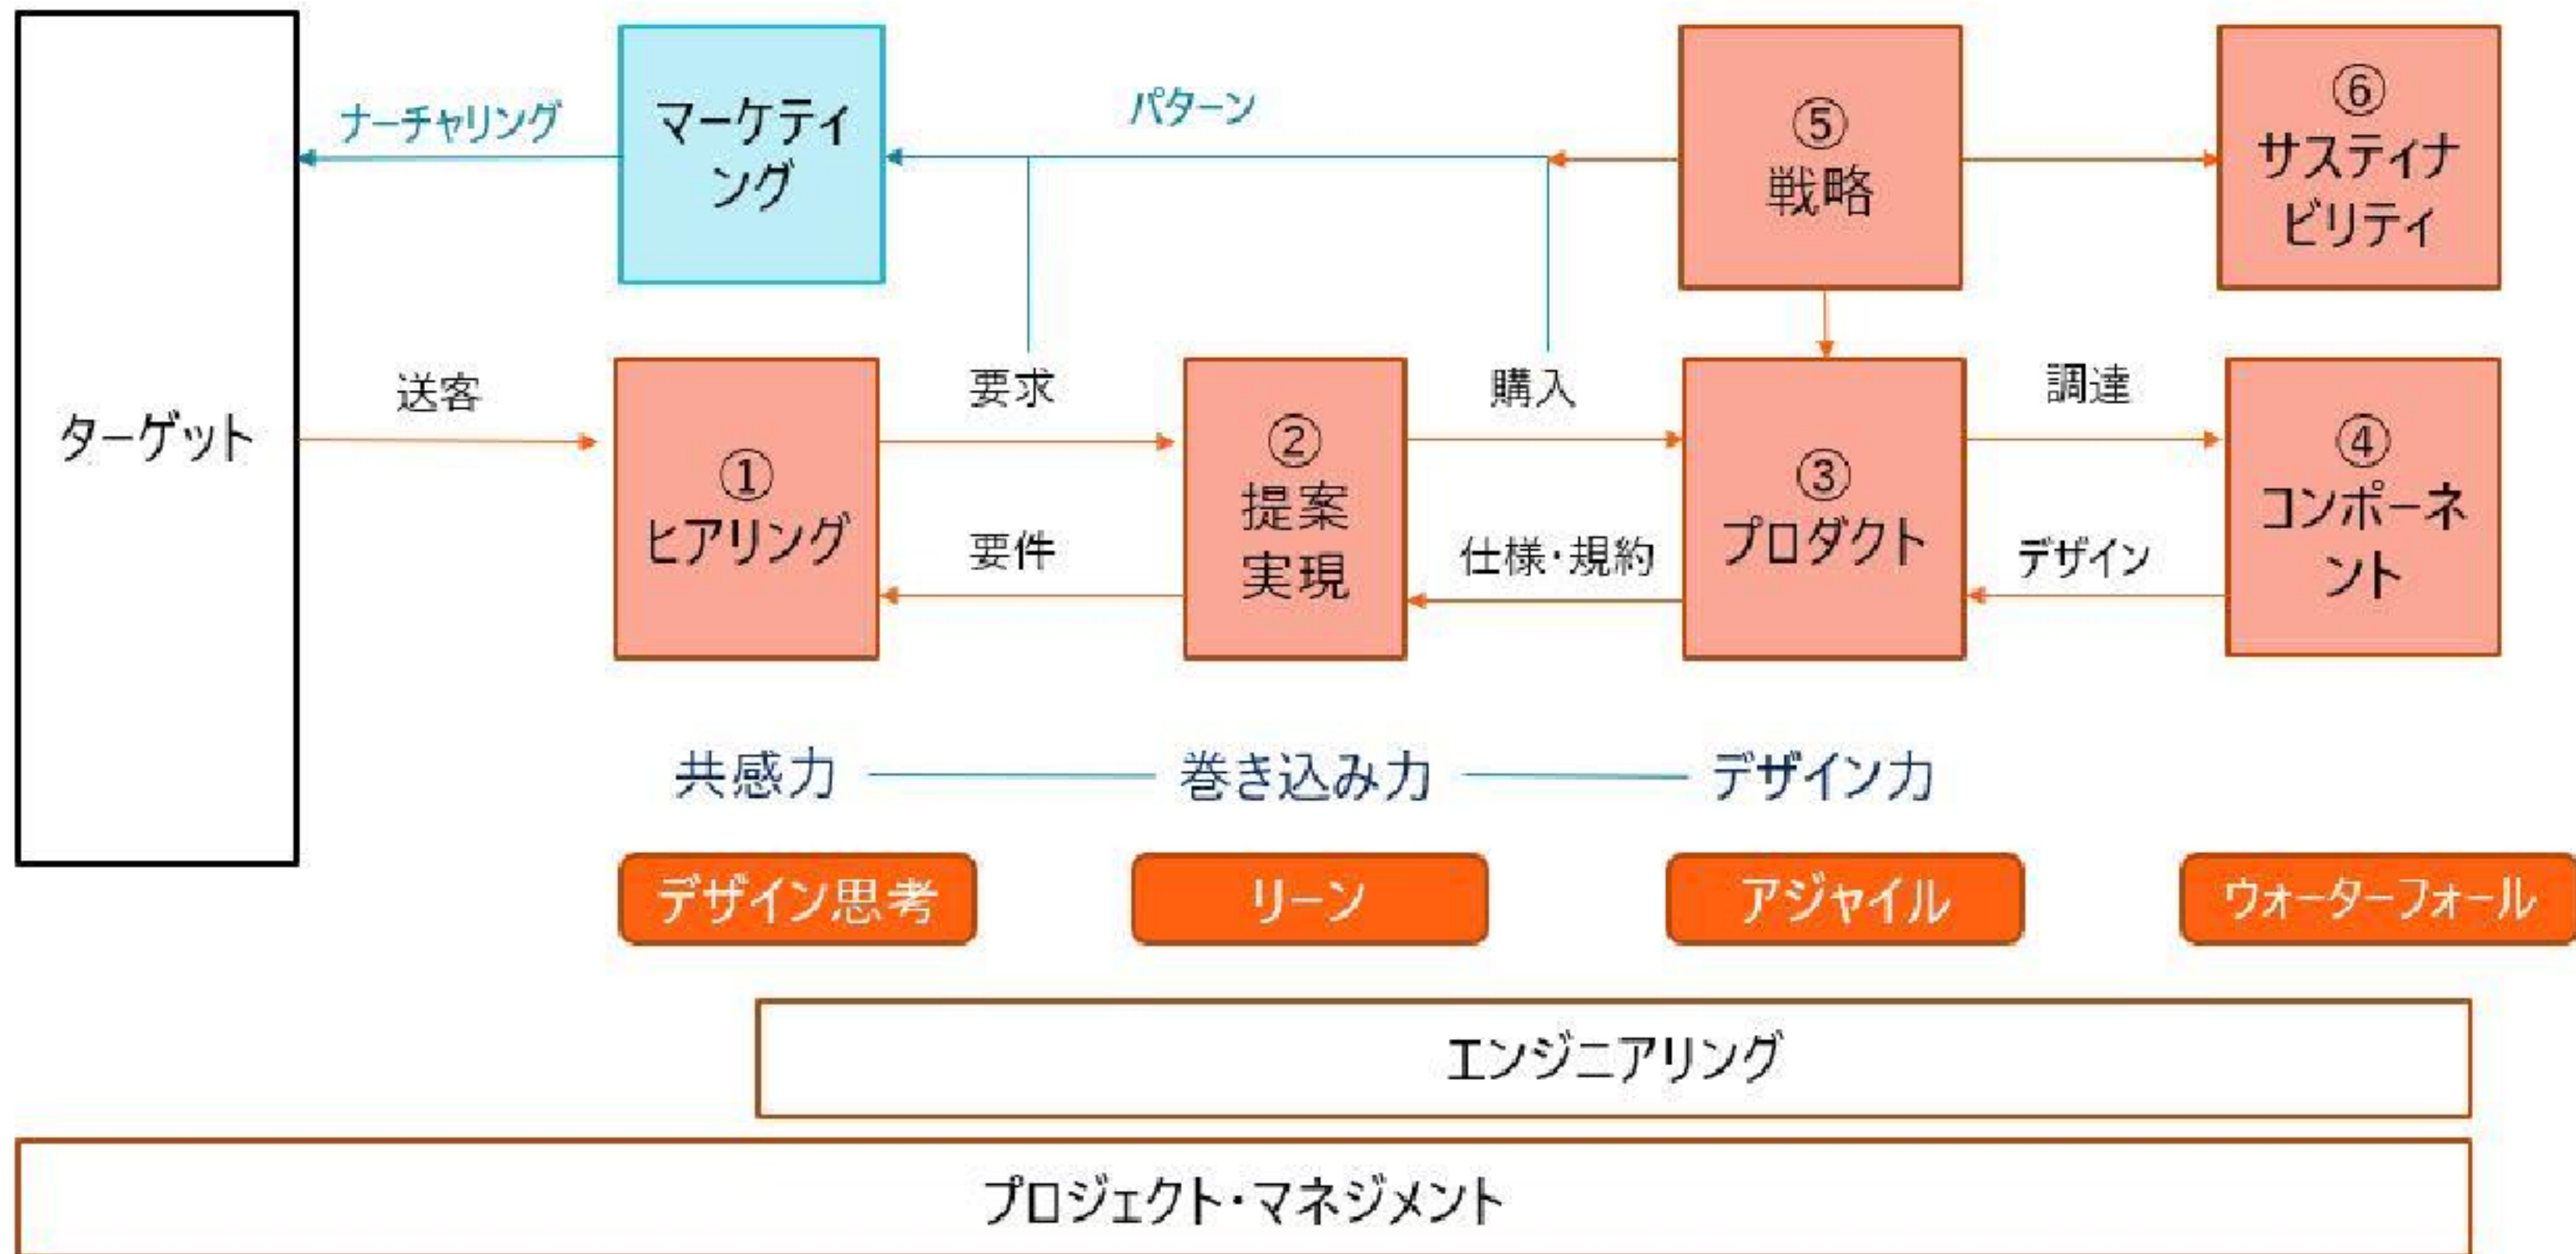 ナーチャリング
マーケティ
ング
パターン
⑤
戦略
⑥
サスティナ
ビリティ
ターゲット
送客
①
ヒアリング
要求
要件
②
提案
実現
購入
仕様・規約
③
プロダクト
調達
デザイン
④
コンポーネ
ント
共感力
巻き込み力
デザイン力
デザイン思考
リーン
アジャイル
ウォーターフォール
エンジニアリング
プロジェクト・マネジメント